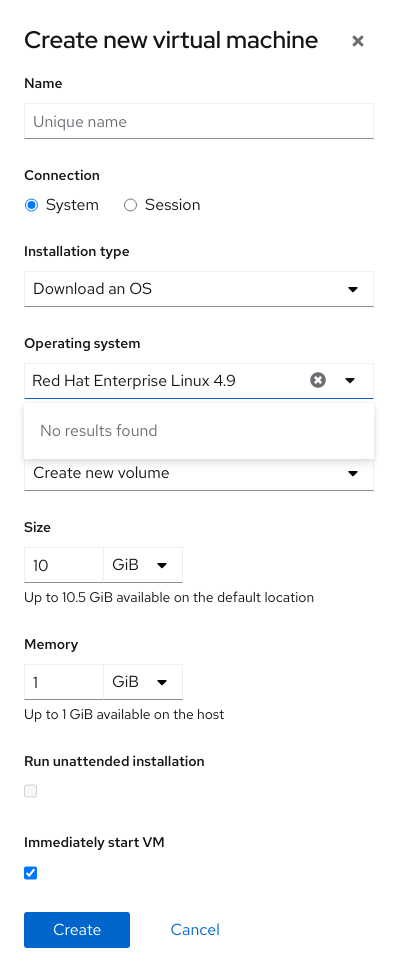 Create new virtual machine
Name
Unique name
Connection
System Session
Installation type
Download an OS
Operating system
Red Hat Enterprise Linux 4.9
No results found
Create new volume
Size
10 GiB
Up to 10.5 GiB available on the default location
Memory
1 GiB
Up to 1 GiB available on the host
Run unattended installation
Immediately start VM
Create Cancel